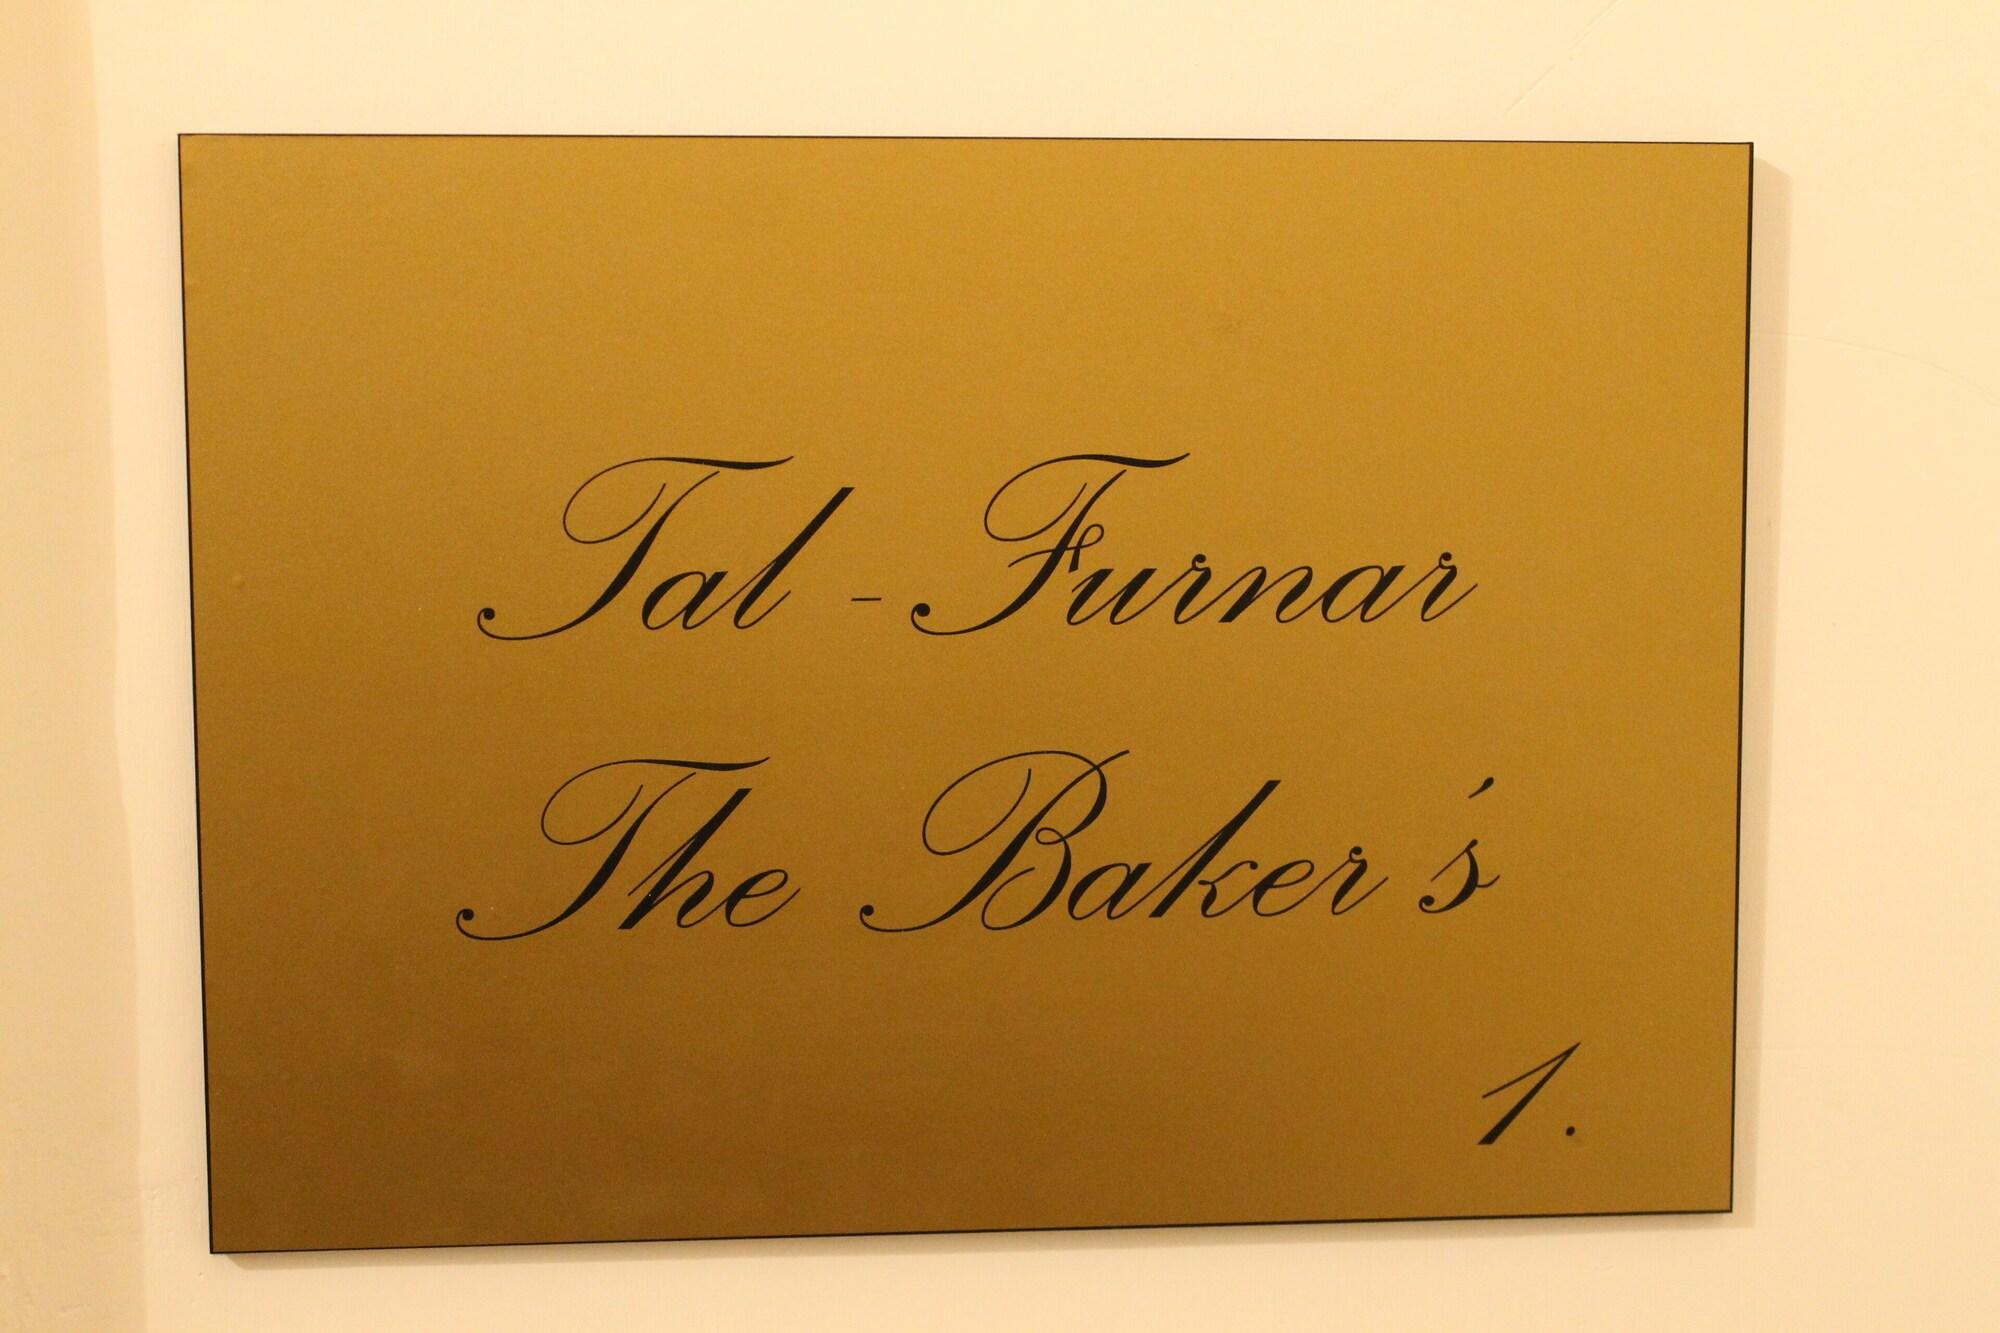 Tal - Furnar
The Baker's
1.